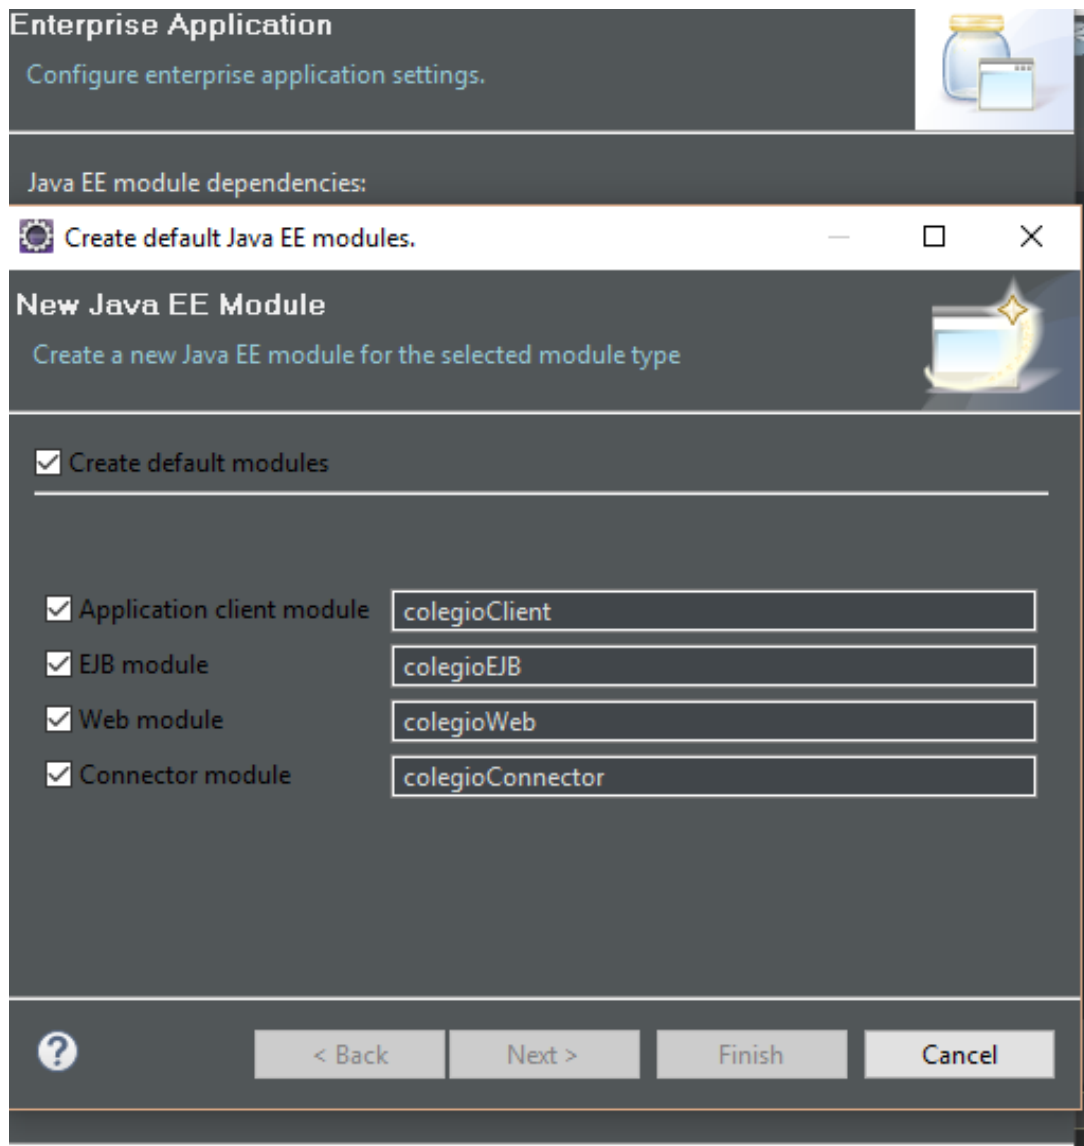 Enterprise Application
Configure enterprise application settings.
Java EE module dependencies:
Create default Java EE modules.
New Java EE Module
Create a new Java EE module for the selected module type
Create default modules
Application client module colegioClient
EJB module colegioEJB
Web module colegioWeb
Connector module colegioConnector
? < Back Next > Finish Cancel